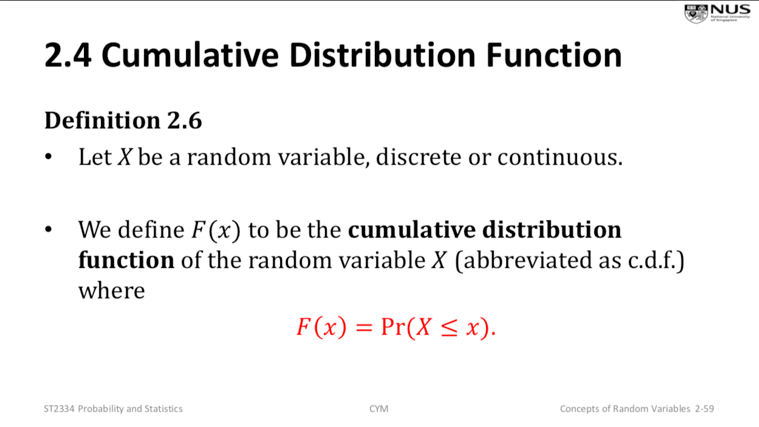 NUS
National University
of Singapore
2.4 Cumulative Distribution Function
Definition 2.6
• Let X be a random variable, discrete or continuous.
• We define F(x) to be the cumulative distribution
function of the random variable X (abbreviated as c.d.f.)
where
F(x) = Pr(X ≤ x).
ST2334 Probability and Statistics CYM Concepts of Random Variables 2-59